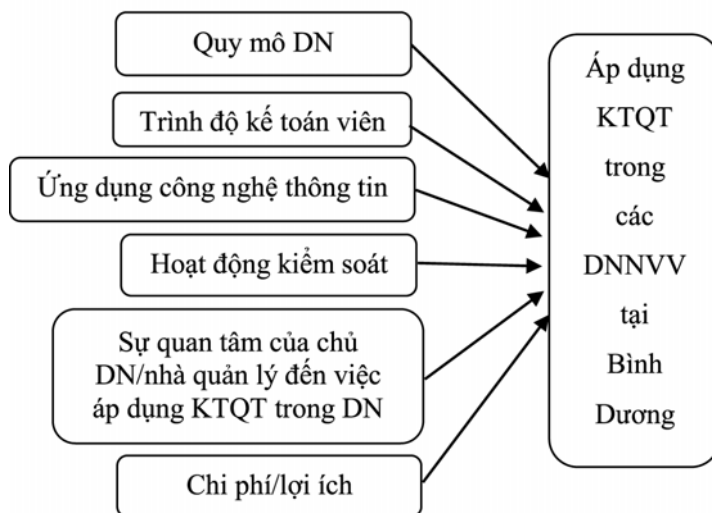 Quy mô DN
Trình độ kế toán viên
Ứng dụng công nghệ thông tin
Hoạt động kiểm soát
Sự quan tâm của chủ
DN/nhà quản lý đến việc
áp dụng KTQT trong DN
Chi phí/lợi ích
Áp dụng
KTQT
trong
các
DNNVV
tại
Bình
Dương